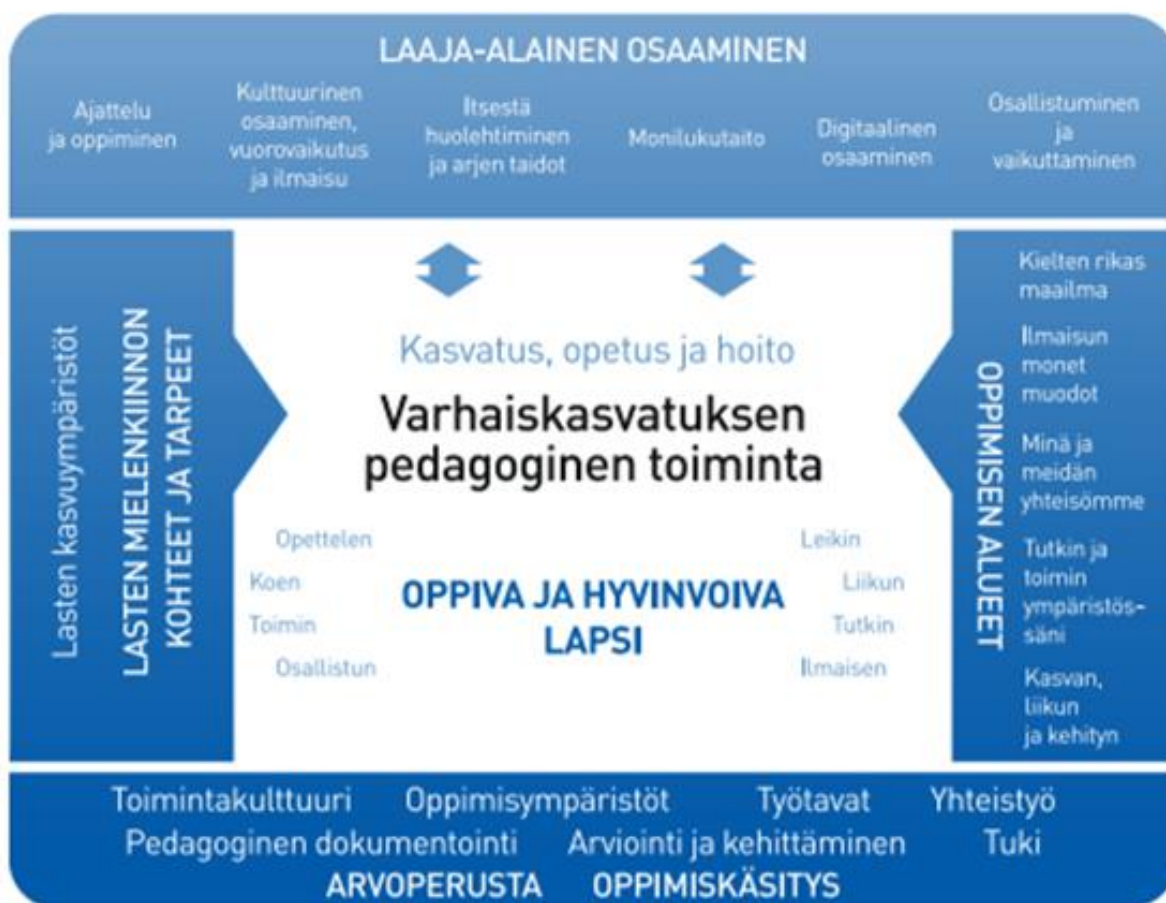 LAAJA-ALAINEN OSAAMINEN
Ajattelu
ja oppiminen
Kulttuurinen
osaaminen,
vuorovaikutus
ja ilmaisu
Itsestä
huolehtiminen
ja arjen taidot
Monilukutaito
Digitaalinen
osaaminen
Osallistuminen
ja
vaikuttaminen
Lasten kasvuympäristöt
LASTEN MIELENKIINNON
KOHTEET JA TARPEET
Kasvatus, opetus ja hoito
Varhaiskasvatuksen
pedagoginen toiminta
Opettelen
Koen
Toimin
Osallistun
OPPIVA JA HYVINVOIVA
LAPSI
Leikin
Liikun
Tutkin
Ilmaisen
OPPIMISEN ALUEET
Kielten rikas
maailma
Ilmaisun
monet
muodot
Minä ja
meidän
yhteisömme
Tutkin ja
toimin
ympäristös-
säni
Kasvan,
liikun
ja kehityn
Toimintakulttuuri Oppimisympäristöt Työtavat Yhteistyö
Pedagoginen dokumentointi Arviointi ja kehittäminen Tuki
ARVOPERUSTA OPPIMISKÄSITYS